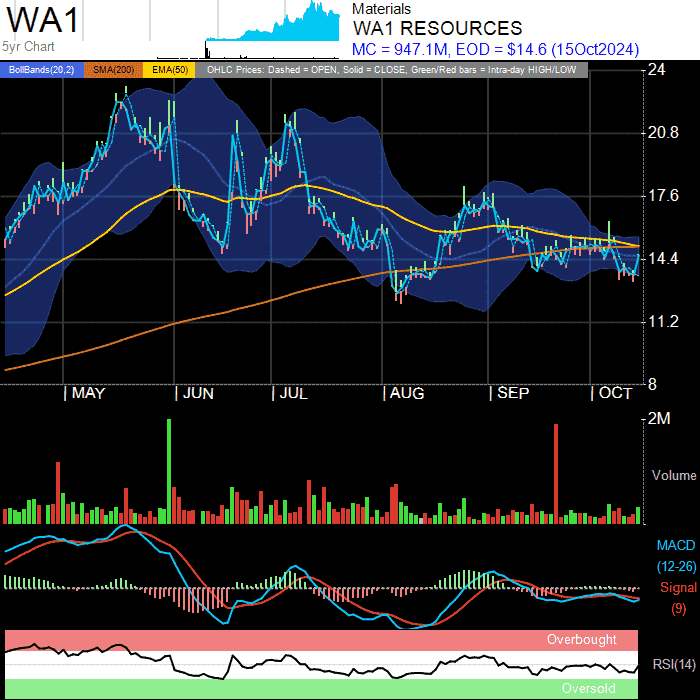 WA1
5yr Chart
Materials
WA1 RESOURCES
MC = 947.1M, EOD = $14.6 (15Oct2024)
BollBands(20,2) SMA(200) EMA(50) OHLC Prices: Dashed = OPEN, Solid = CLOSE, Green/Red bars = Intra-day HIGH/LOW
24
20.8
17.6
14.4
11.2
8
| MAY | JUN | JUL | AUG | SEP | OCT
2M
Volume
MACD
(12-26)
Signal
(9)
Overbought
RSI(14)
Oversold